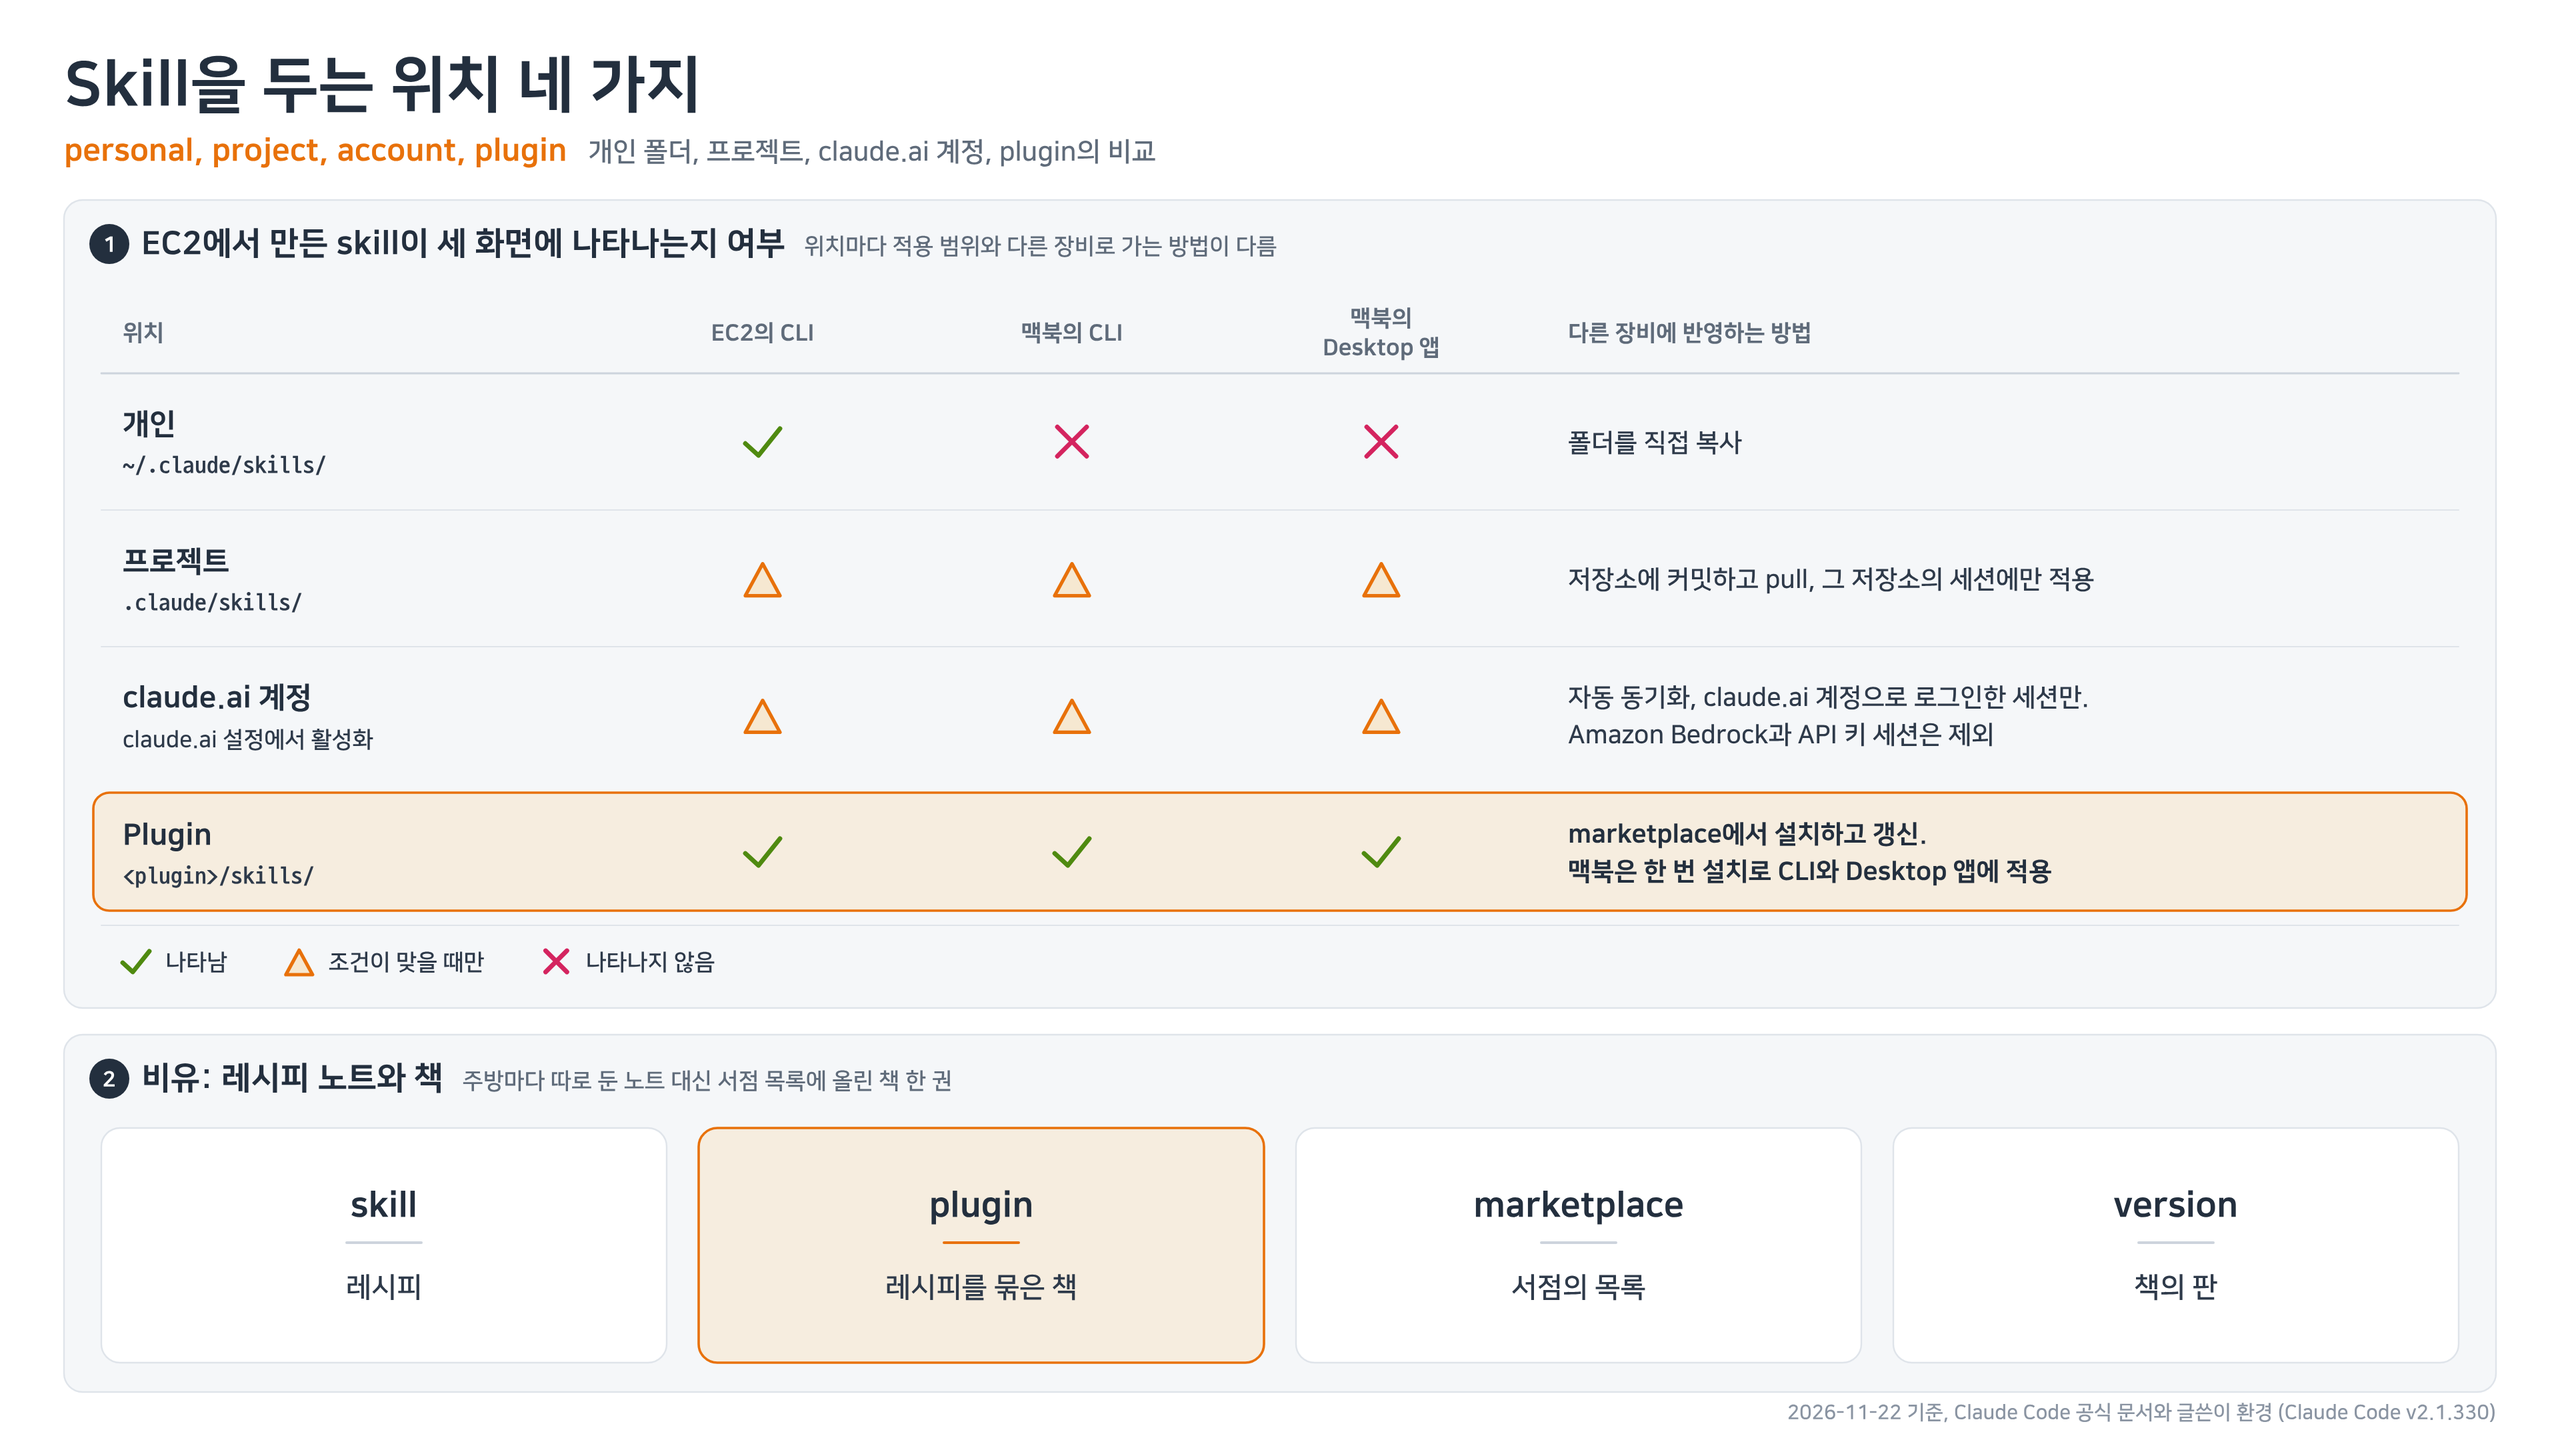 Skill을 두는 위치 네 가지
personal, project, account, plugin 개인 폴더, 프로젝트, claude.ai 계정, plugin의 비교
1 EC2에서 만든 skill이 세 화면에 나타나는지 여부 위치마다 적용 범위와 다른 장비로 가는 방법이 다름
위치
EC2의 CLI
맥북의 CLI
맥북의
Desktop 앱
다른 장비에 반영하는 방법
개인
~/.claude/skills/
폴더를 직접 복사
프로젝트
.claude/skills/
저장소에 커밋하고 pull, 그 저장소의 세션에만 적용
claude.ai 계정
claude.ai 설정에서 활성화
자동 동기화, claude.ai 계정으로 로그인한 세션만.
Amazon Bedrock과 API 키 세션은 제외
Plugin
<plugin>/skills/
marketplace에서 설치하고 갱신.
맥북은 한 번 설치로 CLI와 Desktop 앱에 적용
나타남
조건이 맞을 때만
나타나지 않음
2 비유: 레시피 노트와 책 주방마다 따로 둔 노트 대신 서점 목록에 올린 책 한 권
skill
레시피
plugin
레시피를 묶은 책
marketplace
서점의 목록
version
책의 판
2026-11-22 기준, Claude Code 공식 문서와 글쓴이 환경 (Claude Code v2.1.330)